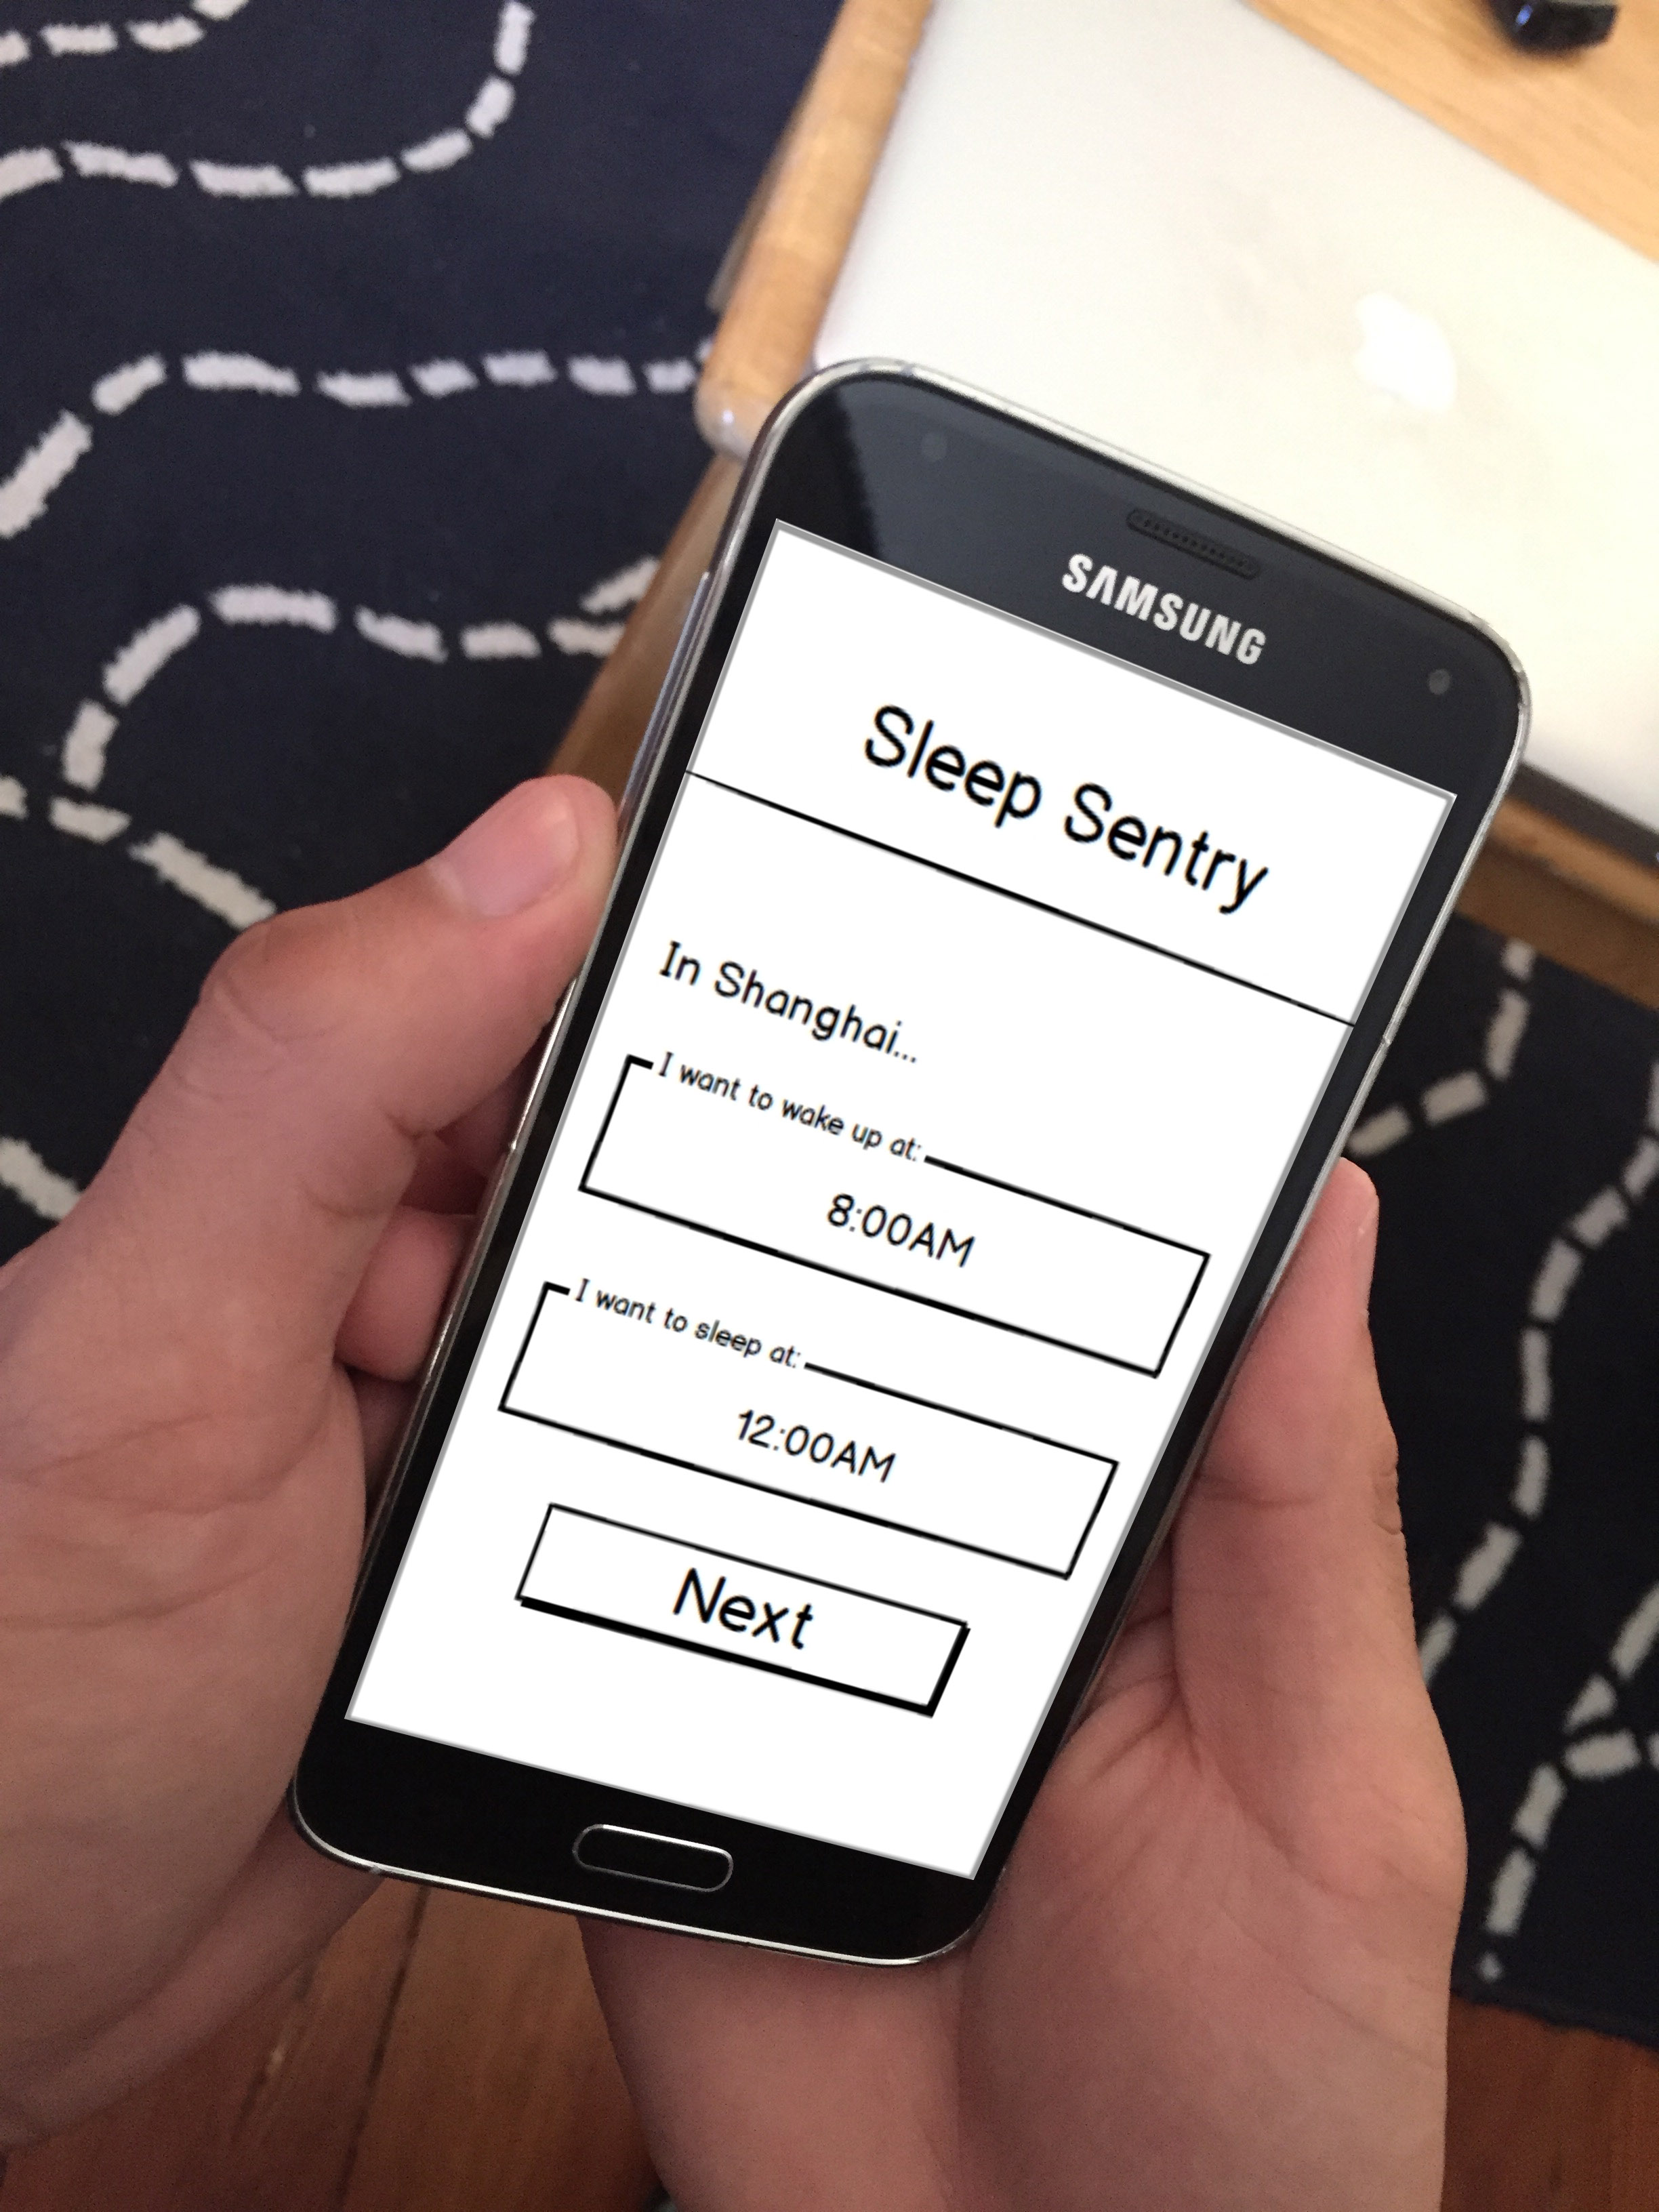 SAMSUNG
Sleep Sentry
In Shanghai...
I want to wake up at:
8:00AM
I want to sleep at:
12:00AM
Next